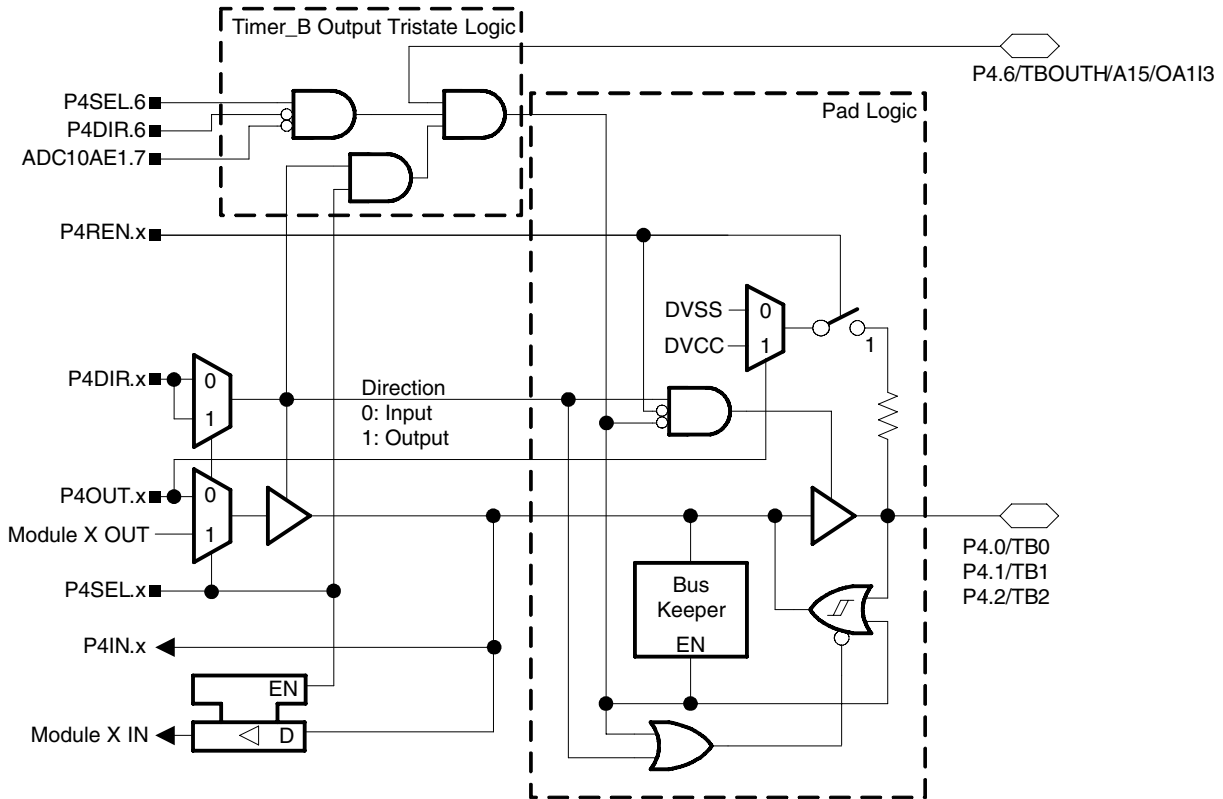 Timer_B Output Tristate Logic
P4.6/TBOUTH/A15/OA1I3
P4SEL.6
P4DIR.6
ADC10AE1.7
Pad Logic
P4REN.x
DVSS
0
DVCC
1
1
P4DIR.x
0
1
Direction
0: Input
1: Output
P4OUT.x
0
Module X OUT
1
P4.0/TB0
P4.1/TB1
P4.2/TB2
P4SEL.x
Bus
Keeper
EN
P4IN.x
EN
Module X IN
D